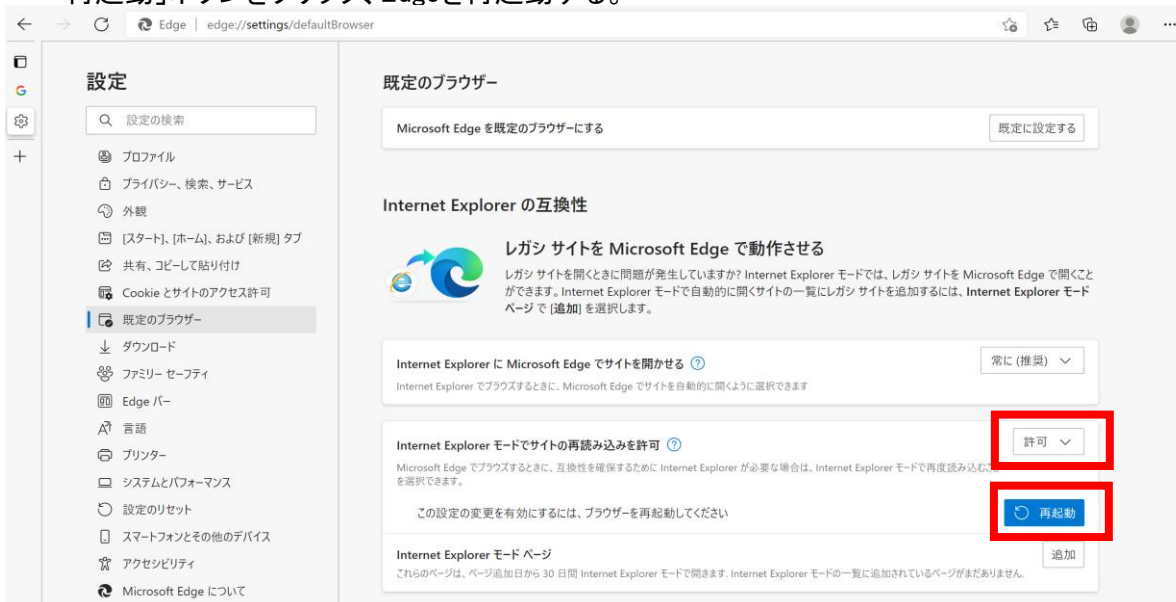 再起動」ボタンをクリックし、Edgeを再起動する。
Edge | edge://settings/defaultBrowser
設定
設定の検索
プロファイル
プライバシー、検索、サービス
外観
[スタート]、[ホーム]、および [新規] タブ
共有、コピーして貼り付け
Cookie とサイトのアクセス許可
既定のブラウザー
ダウンロード
ファミリー セーフティ
Edge バー
言語
プリンター
システムとパフォーマンス
設定のリセット
スマートフォンとその他のデバイス
アクセシビリティ
Microsoft Edge について
既定のブラウザー
Microsoft Edge を既定のブラウザーにする
既定に設定する
Internet Explorer の互換性
レガシ サイトを Microsoft Edge で動作させる
レガシ サイトを開くときに問題が発生していますか? Internet Explorer モードでは、レガシ サイトを Microsoft Edge で開くこと
ができます。Internet Explorer モードで自動的に開くサイトの一覧にレガシ サイトを追加するには、Internet Explorer モード
ページ で [追加] を選択します。
Internet Explorer に Microsoft Edge でサイトを開かせる
常に (推奨)
Internet Explorer でブラウズするときに、Microsoft Edge でサイトを自動的に開くように選択できます
Internet Explorer モードでサイトの再読み込みを許可
許可
Microsoft Edge でブラウズするときに、互換性を確保するために Internet Explorer が必要な場合は、Internet Explorer モードで再度読み込むこ
を選択できます。
この設定の変更を有効にするには、ブラウザーを再起動してください
再起動
Internet Explorer モード ページ
追加
これらのページは、ページ追加日から 30 日間 Internet Explorer モードで開きます. Internet Explorer モードの一覧に追加されているページがまだありません.